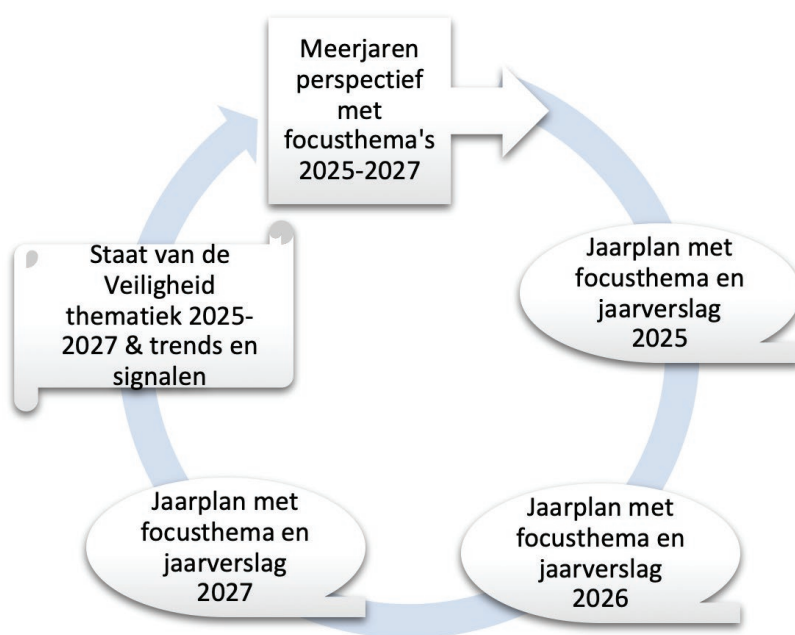 Meerjaren
perspectief
met
focusthema's
2025-2027
Jaarplan met
focusthema en
jaarverslag
2025
Jaarplan met
focusthema en
jaarverslag
2026
Jaarplan met
focusthema en
jaarverslag
2027
Staat van de
Veiligheid
thematiek 2025-
2027 & trends en
signalen